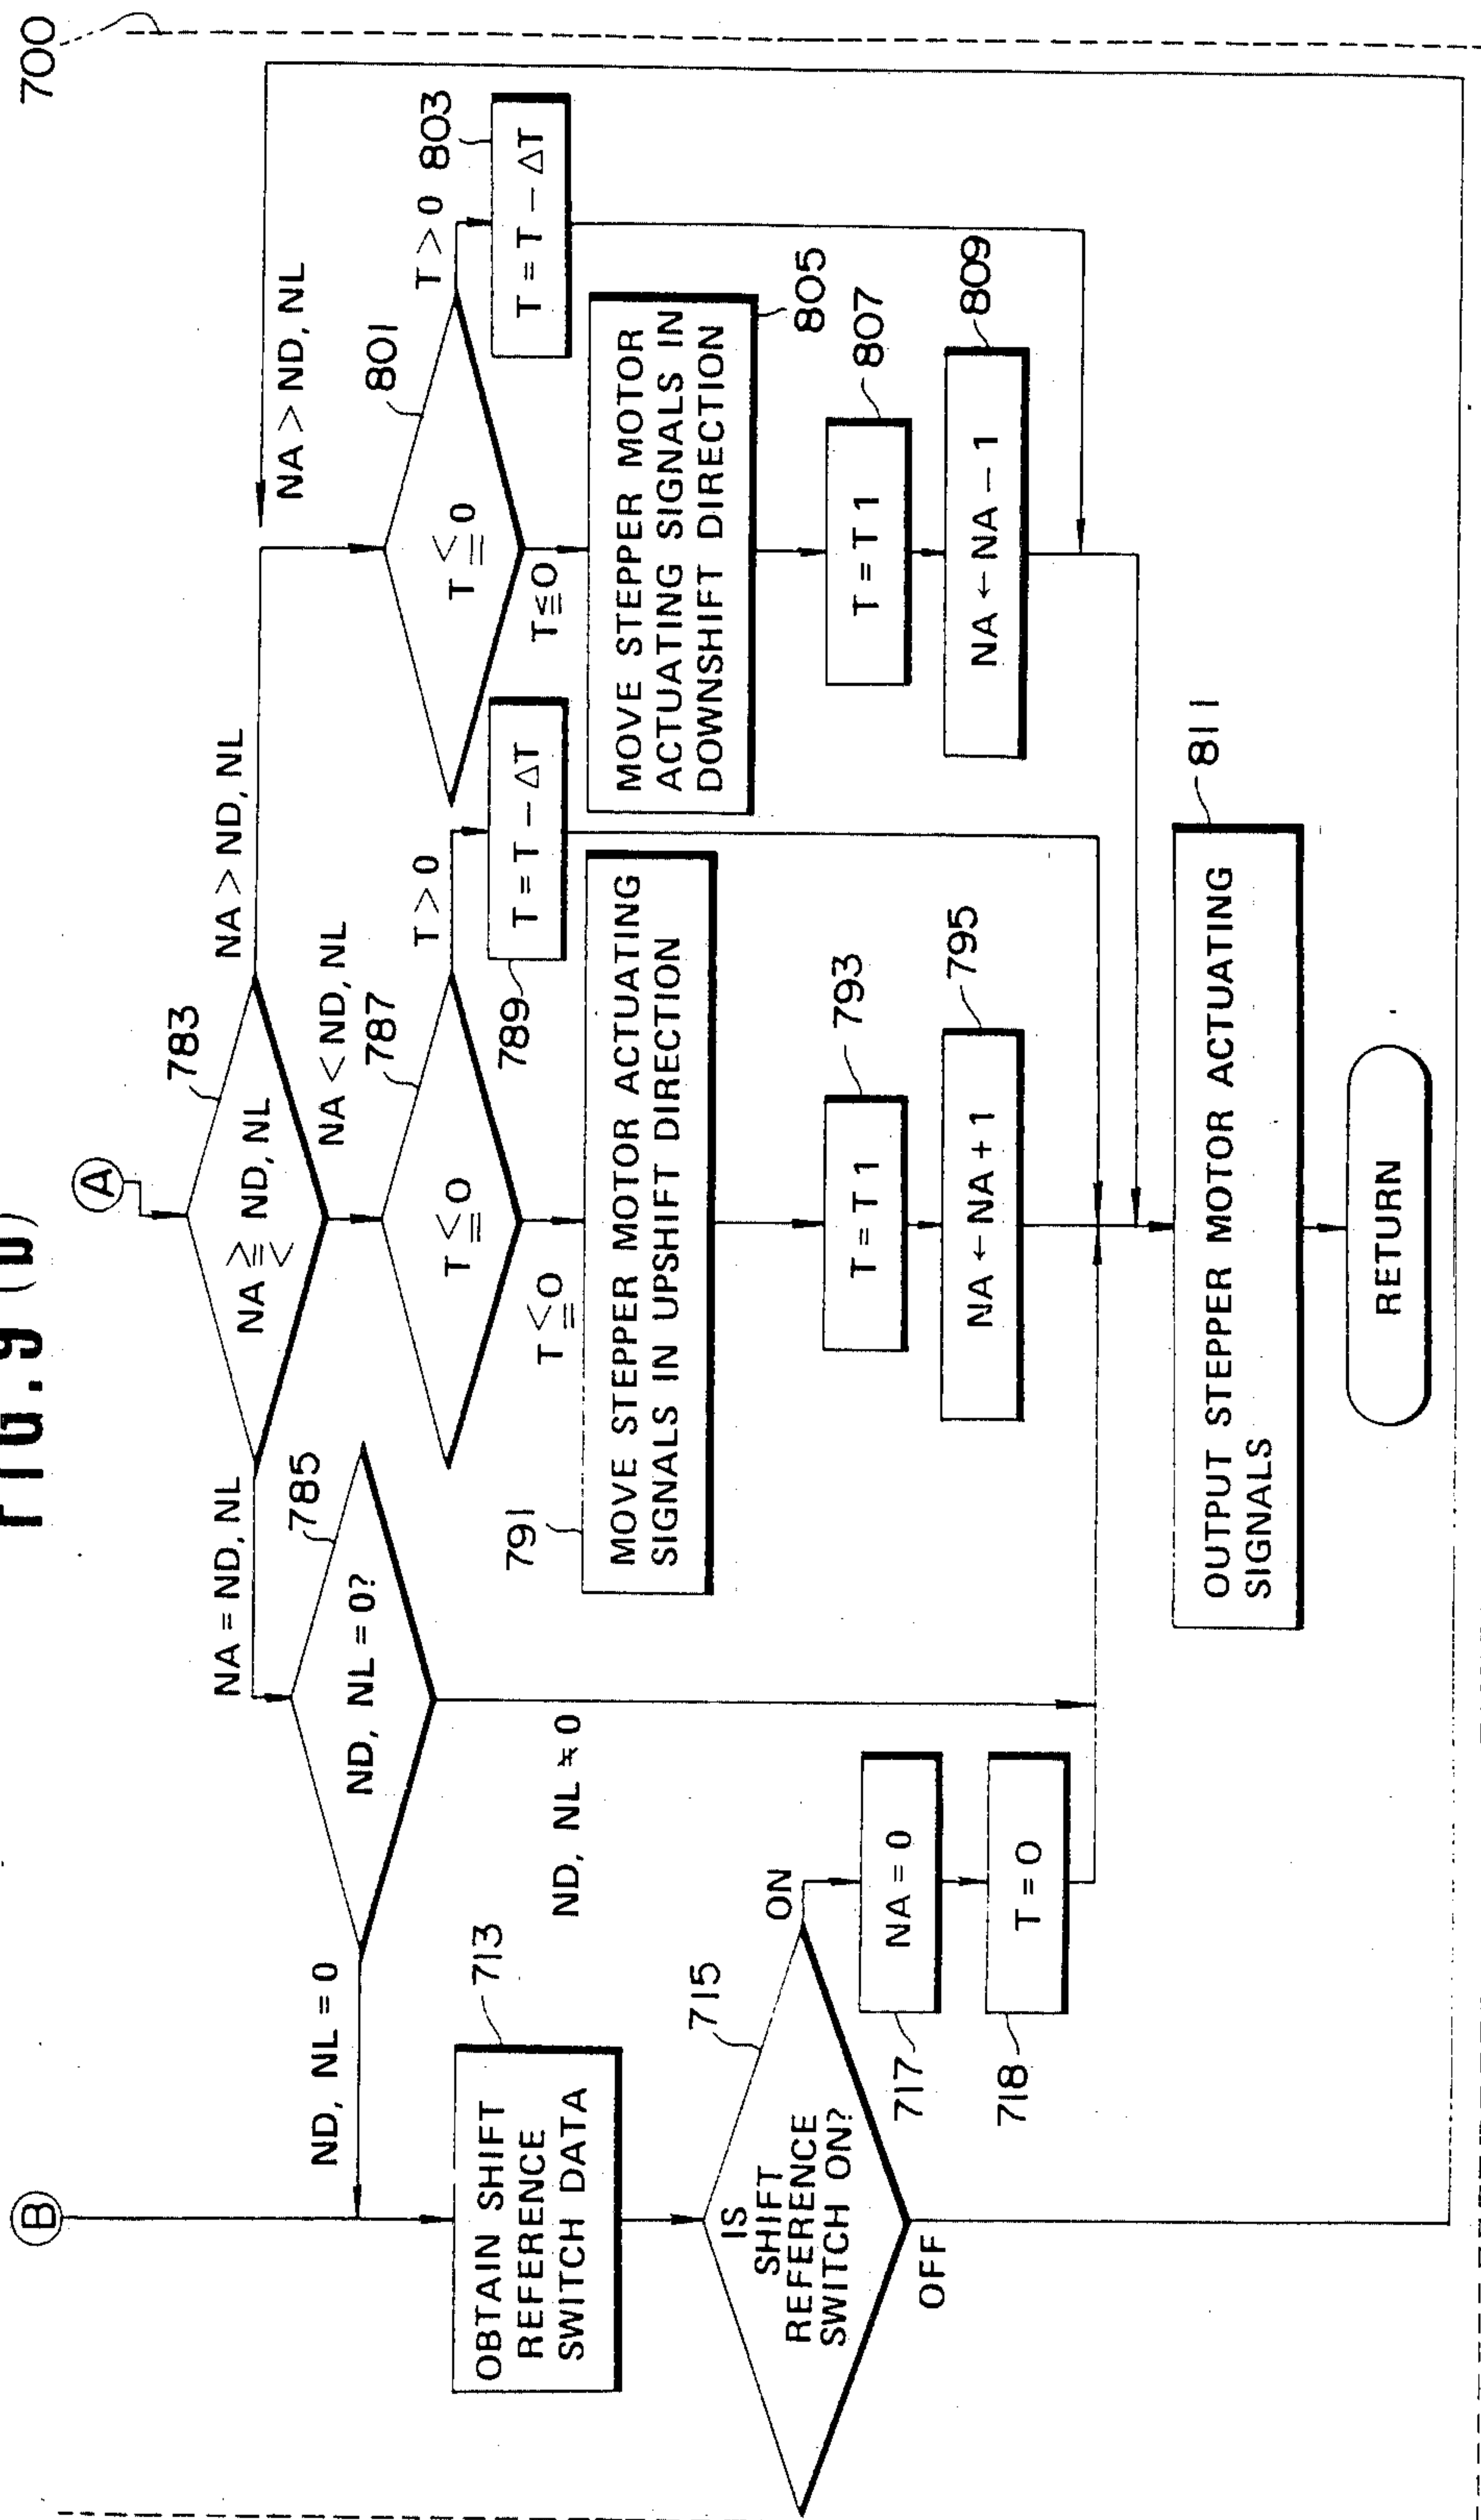 FIG. 9 (b)
700
A
B
783
NA ≧< ND, NL
NA = ND, NL
NA > ND, NL
NA > ND, NL
NA < ND, NL
785
ND, NL = 0?
ND, NL = 0
ND, NL ≠ 0
787
T ≦ 0
T > 0
T ≦ 0
789
T = T − ΔT
791
MOVE STEPPER MOTOR ACTUATING
SIGNALS IN UPSHIFT DIRECTION
793
T = T1
795
NA ← NA + 1
801
T ≦ 0
T > 0
T ≦ 0
803
T = T − ΔT
805
MOVE STEPPER MOTOR
ACTUATING SIGNALS IN
DOWNSHIFT DIRECTION
807
T = T1
809
NA ← NA − 1
713
OBTAIN SHIFT
REFERENCE
SWITCH DATA
715
IS
SHIFT
REFERENCE
SWITCH ON?
ON
OFF
717
NA = 0
718
T = 0
811
OUTPUT STEPPER MOTOR ACTUATING
SIGNALS
RETURN